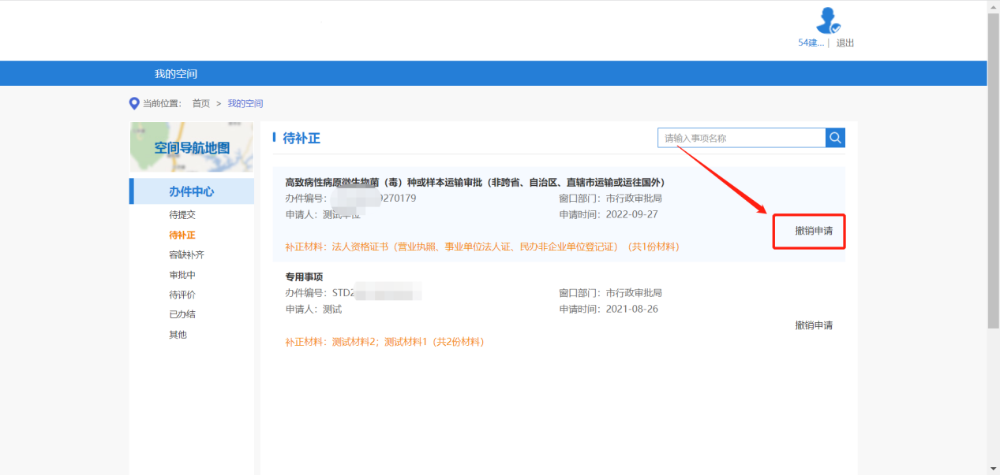 54建... | 退出
我的空间
当前位置： 首页 > 我的空间
空间导航地图
办件中心
待提交
待补正
容缺补齐
审批中
待评价
已办结
其他
待补正
请输入事项名称
高致病性病原微生物菌（毒）种或样本运输审批（非跨省、自治区、直辖市运输或运往国外）
办件编号： 9270179 窗口部门：市行政审批局
申请人：测试单位 申请时间：2022-09-27
撤销申请
补正材料：法人资格证书（营业执照、事业单位法人证、民办非企业单位登记证）（共1份材料）
专用事项
办件编号：STD2 窗口部门：市行政审批局
申请人：测试 申请时间：2021-08-26
撤销申请
补正材料：测试材料2；测试材料1（共2份材料）